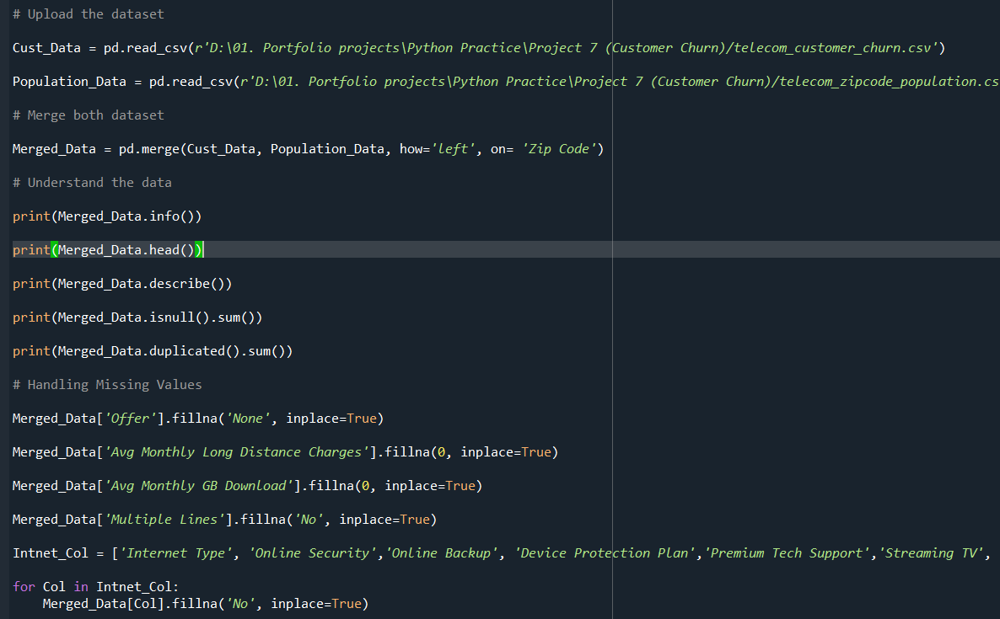 # Upload the dataset
Cust_Data = pd.read_csv(r'D:\01. Portfolio projects\Python Practice\Project 7 (Customer Churn)/telecom_customer_churn.csv')
Population_Data = pd.read_csv(r'D:\01. Portfolio projects\Python Practice\Project 7 (Customer Churn)/telecom_zipcode_population.cs
# Merge both dataset
Merged_Data = pd.merge(Cust_Data, Population_Data, how='left', on= 'Zip Code')
# Understand the data
print(Merged_Data.info())
print(Merged_Data.head())
print(Merged_Data.describe())
print(Merged_Data.isnull().sum())
print(Merged_Data.duplicated().sum())
# Handling Missing Values
Merged_Data['Offer'].fillna('None', inplace=True)
Merged_Data['Avg Monthly Long Distance Charges'].fillna(0, inplace=True)
Merged_Data['Avg Monthly GB Download'].fillna(0, inplace=True)
Merged_Data['Multiple Lines'].fillna('No', inplace=True)
Intnet_Col = ['Internet Type', 'Online Security','Online Backup', 'Device Protection Plan','Premium Tech Support','Streaming TV',
for Col in Intnet_Col:
    Merged_Data[Col].fillna('No', inplace=True)